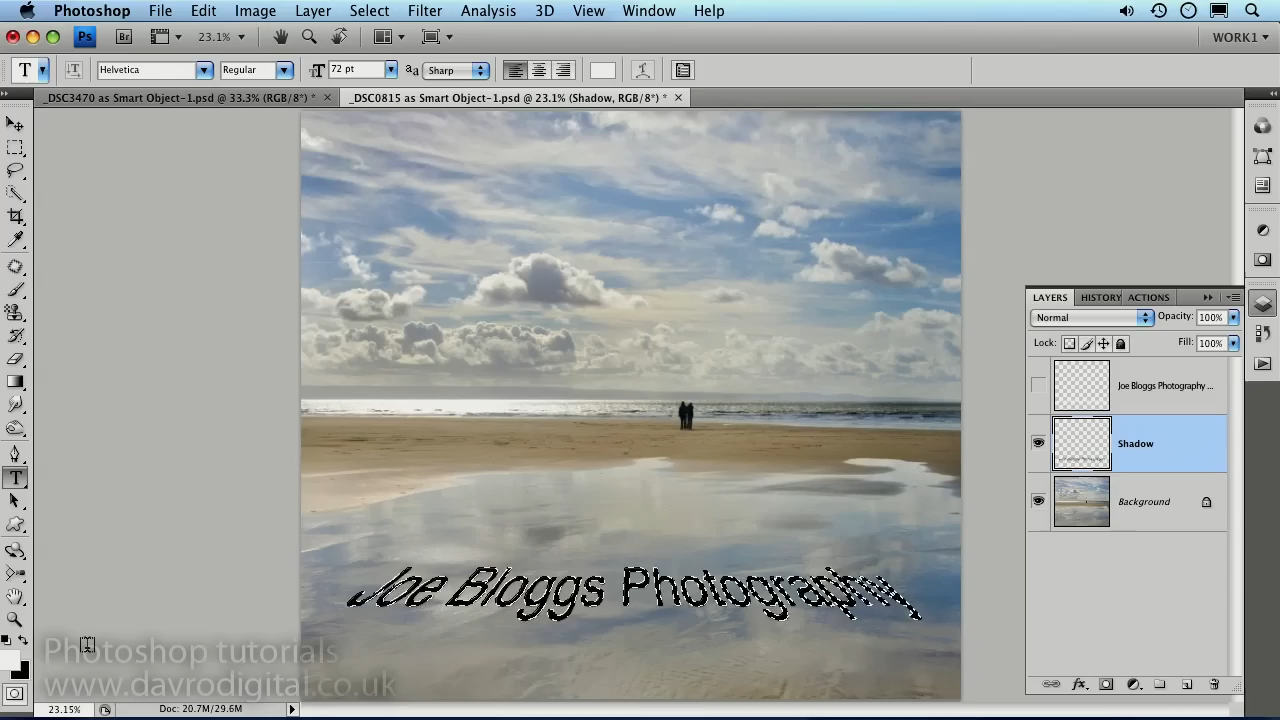 Photoshop File Edit Image Layer Select Filter Analysis 3D View Window Help
Ps Br 23.1% WORK1
T Helvetica Regular 72 pt Sharp
_DSC3470 as Smart Object-1.psd @ 33.3% (RGB/8*) * _DSC0815 as Smart Object-1.psd @ 23.1% (Shadow, RGB/8*) *
LAYERS HISTORY ACTIONS
Normal Opacity: 100%
Lock: Fill: 100%
Joe Bloggs Photography ...
Shadow
Background
Joe Bloggs Photography
Photoshop tutorials
www.davrodigital.co.uk
23.15% Doc: 20.7M/29.6M